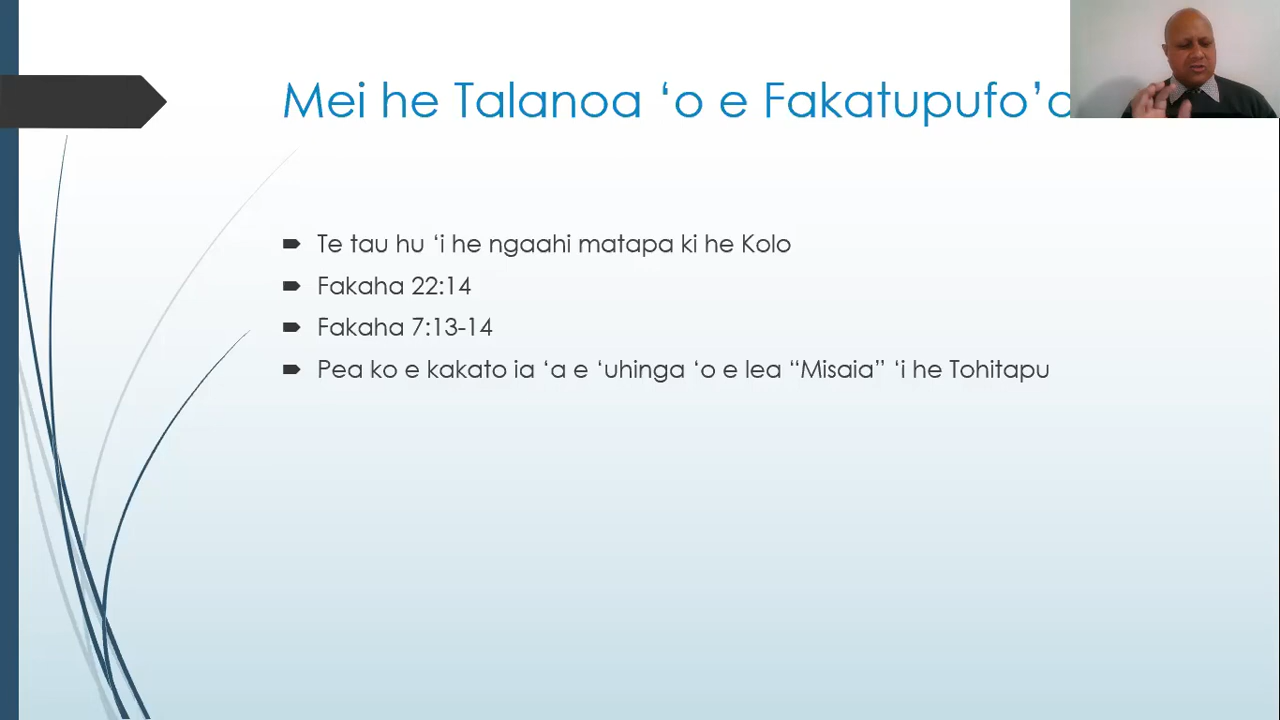 Mei he Talanoa ‘o e Fakatupufo’o
Te tau hu ‘i he ngaahi matapa ki he Kolo
Fakaha 22:14
Fakaha 7:13-14
Pea ko e kakato ia ‘a e ‘uhinga ‘o e lea “Misaia” ‘i he Tohitapu